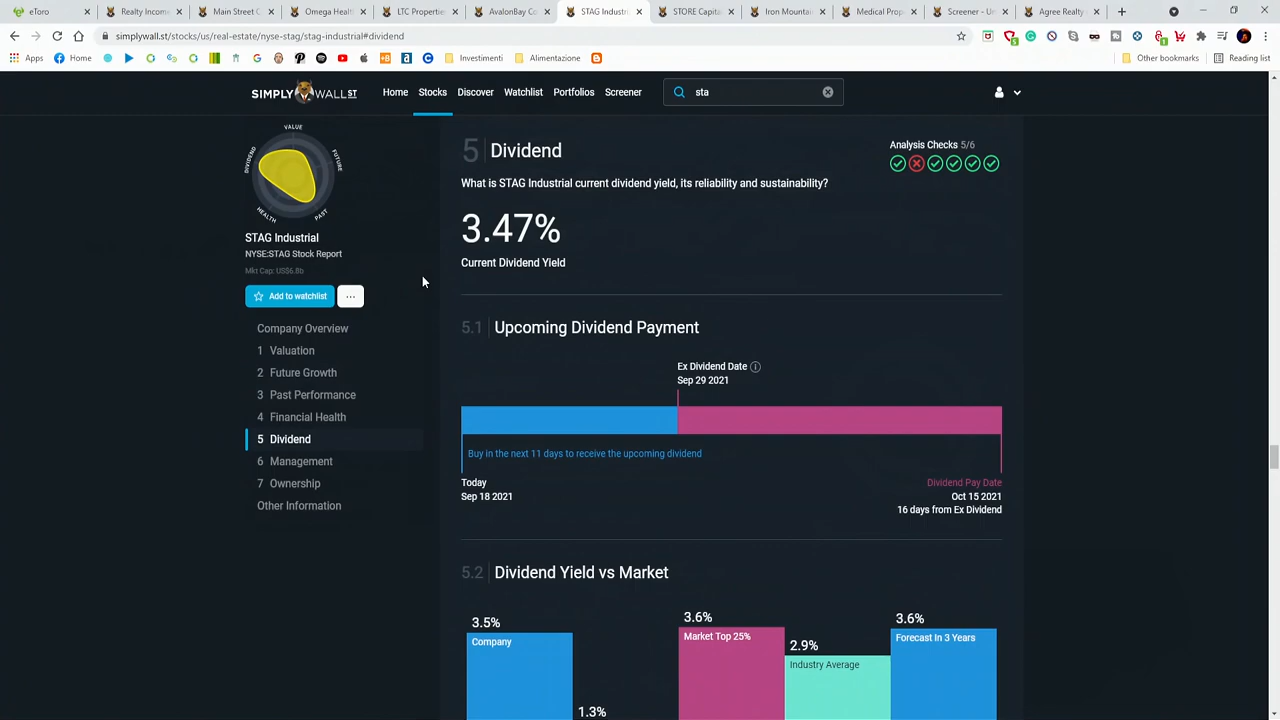 eToro
Realty Income
Main Street C
Omega Healt
LTC Properties
AvalonBay Co
STAG Industri
STORE Capita
Iron Mountai
Medical Prop
Screener - Un
Agree Realty
simplywall.st/stocks/us/real-estate/nyse-stag/stag-industrial#dividend
Apps
Home
Investimenti
Alimentazione
Other bookmarks
Reading list
SIMPLY WALL ST
Home
Stocks
Discover
Watchlist
Portfolios
Screener
sta
VALUE
FUTURE
PAST
HEALTH
DIVIDEND
STAG Industrial
NYSE:STAG Stock Report
Mkt Cap: US$6.8b
Add to watchlist
...
Company Overview
1 Valuation
2 Future Growth
3 Past Performance
4 Financial Health
5 Dividend
6 Management
7 Ownership
Other Information
5 Dividend
Analysis Checks 5/6
What is STAG Industrial current dividend yield, its reliability and sustainability?
3.47%
Current Dividend Yield
5.1 Upcoming Dividend Payment
Ex Dividend Date
Sep 29 2021
Buy in the next 11 days to receive the upcoming dividend
Today
Sep 18 2021
Dividend Pay Date
Oct 15 2021
16 days from Ex Dividend
5.2 Dividend Yield vs Market
3.5%
Company
1.3%
3.6%
Market Top 25%
2.9%
Industry Average
3.6%
Forecast In 3 Years